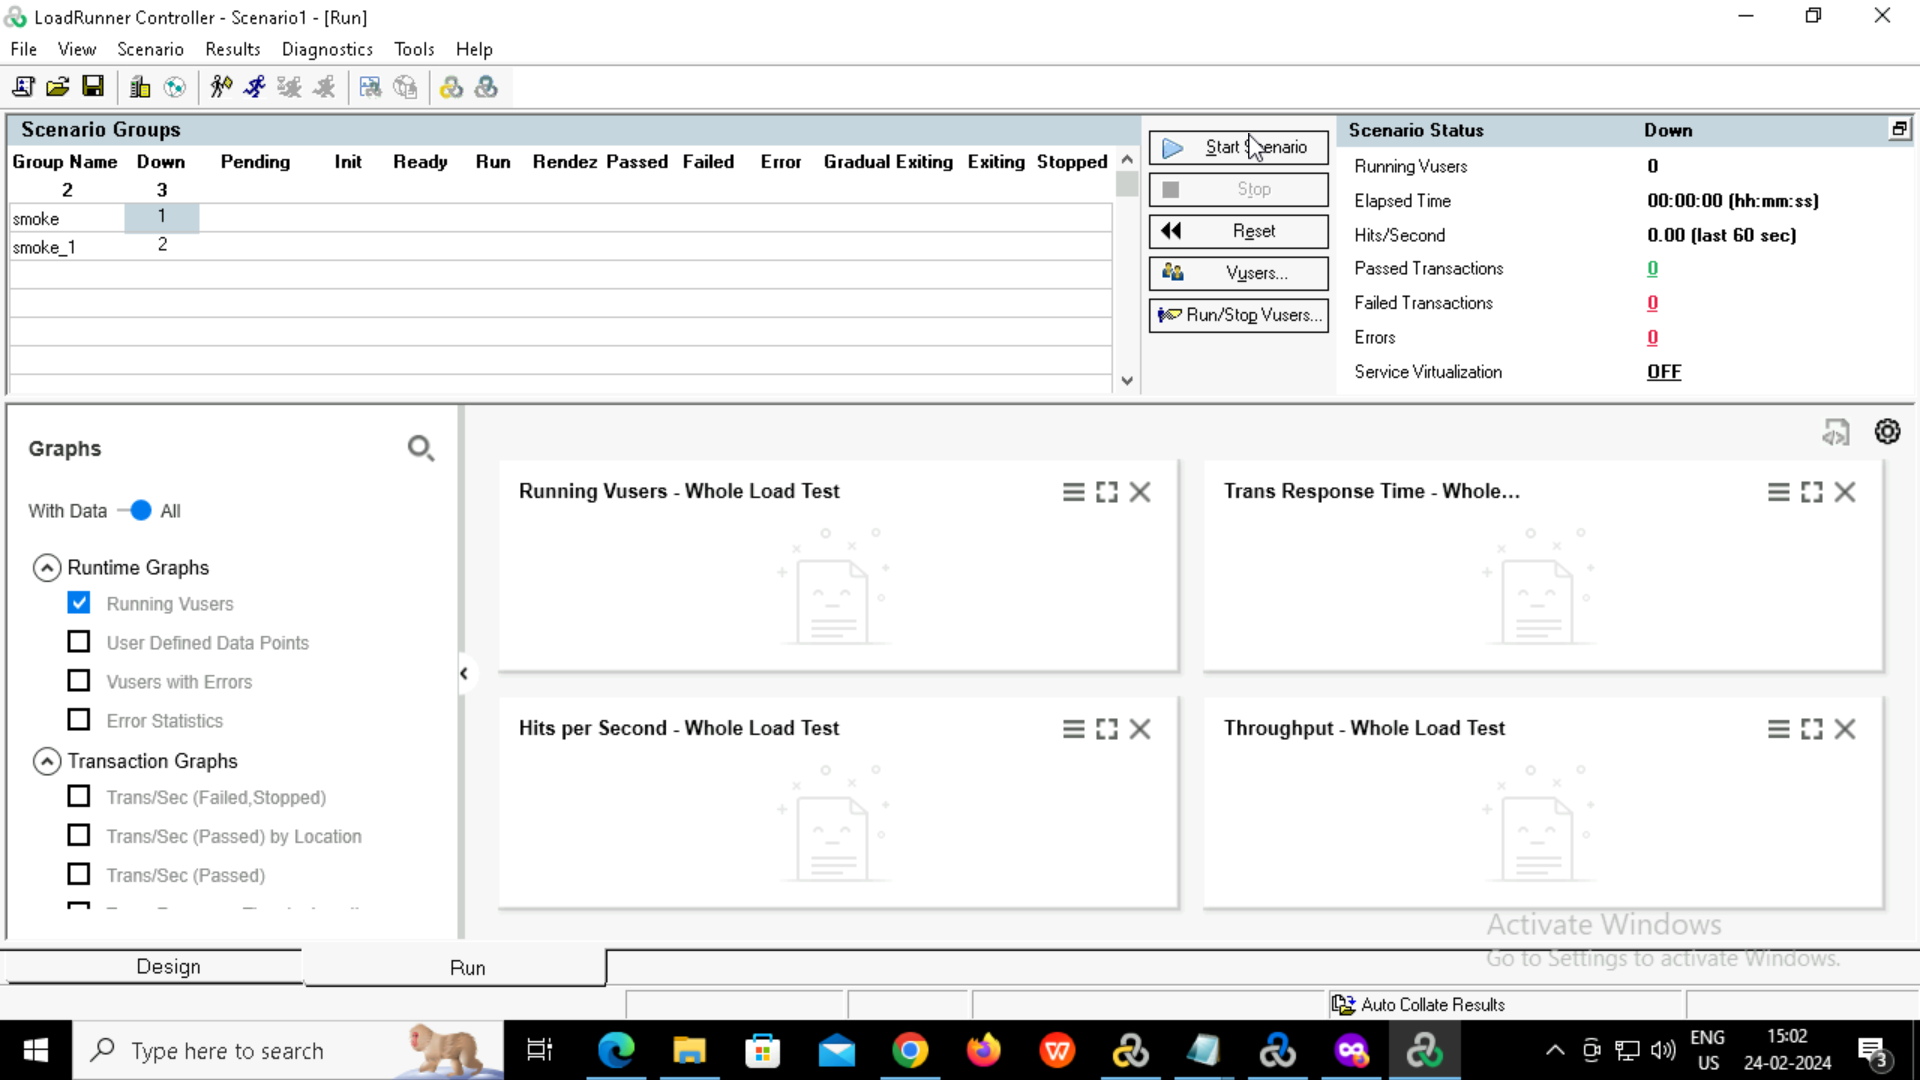 LoadRunner Controller - Scenario1 - [Run]
File View Scenario Results Diagnostics Tools Help
Scenario Groups
Group Name Down Pending Init Ready Run Rendez Passed Failed Error Gradual Exiting Exiting Stopped
2 3
smoke 1
smoke_1 2
Start Scenario
Stop
Reset
Vusers...
Run/Stop Vusers...
Scenario Status Down
Running Vusers 0
Elapsed Time 00:00:00 (hh:mm:ss)
Hits/Second 0.00 (last 60 sec)
Passed Transactions 0
Failed Transactions 0
Errors 0
Service Virtualization OFF
Graphs
With Data All
Runtime Graphs
Running Vusers
User Defined Data Points
Vusers with Errors
Error Statistics
Transaction Graphs
Trans/Sec (Failed,Stopped)
Trans/Sec (Passed) by Location
Trans/Sec (Passed)
Running Vusers - Whole Load Test
Trans Response Time - Whole...
Hits per Second - Whole Load Test
Throughput - Whole Load Test
Activate Windows
Go to Settings to activate Windows.
Design Run
Auto Collate Results
Type here to search
ENG
US
15:02
24-02-2024
3